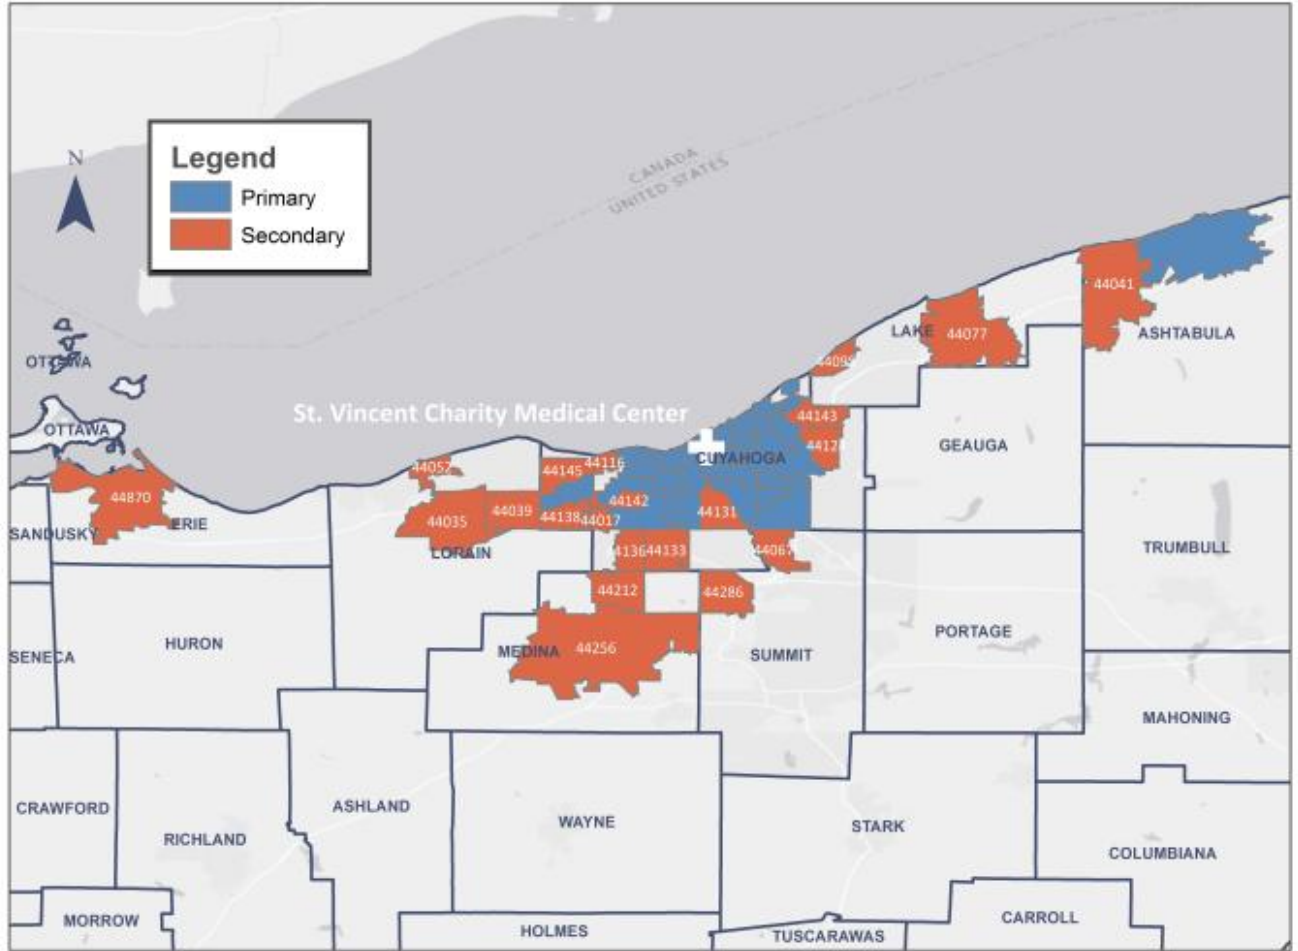 CANADA
UNITED STATES
N
Legend
Primary
Secondary
44041
ASHTABULA
LAKE
44077
OTTAWA
44095
St. Vincent Charity Medical Center
44143
OTTAWA
44124
GEAUGA
CUYAHOGA
44116
44145
44052
44870
ERIE
44142
44039
44035
44138
44017
44131
SANDUSKY
LORAIN
44136
44133
44067
TRUMBULL
44212
44286
HURON
PORTAGE
MEDINA
44256
SUMMIT
SENECA
MAHONING
CRAWFORD
ASHLAND
WAYNE
STARK
RICHLAND
COLUMBIANA
MORROW
CARROLL
HOLMES
TUSCARAWAS